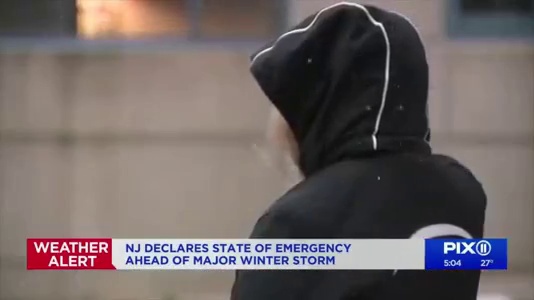 WEATHER
ALERT
NJ DECLARES STATE OF EMERGENCY
AHEAD OF MAJOR WINTER STORM
PIX11
5:04 27°